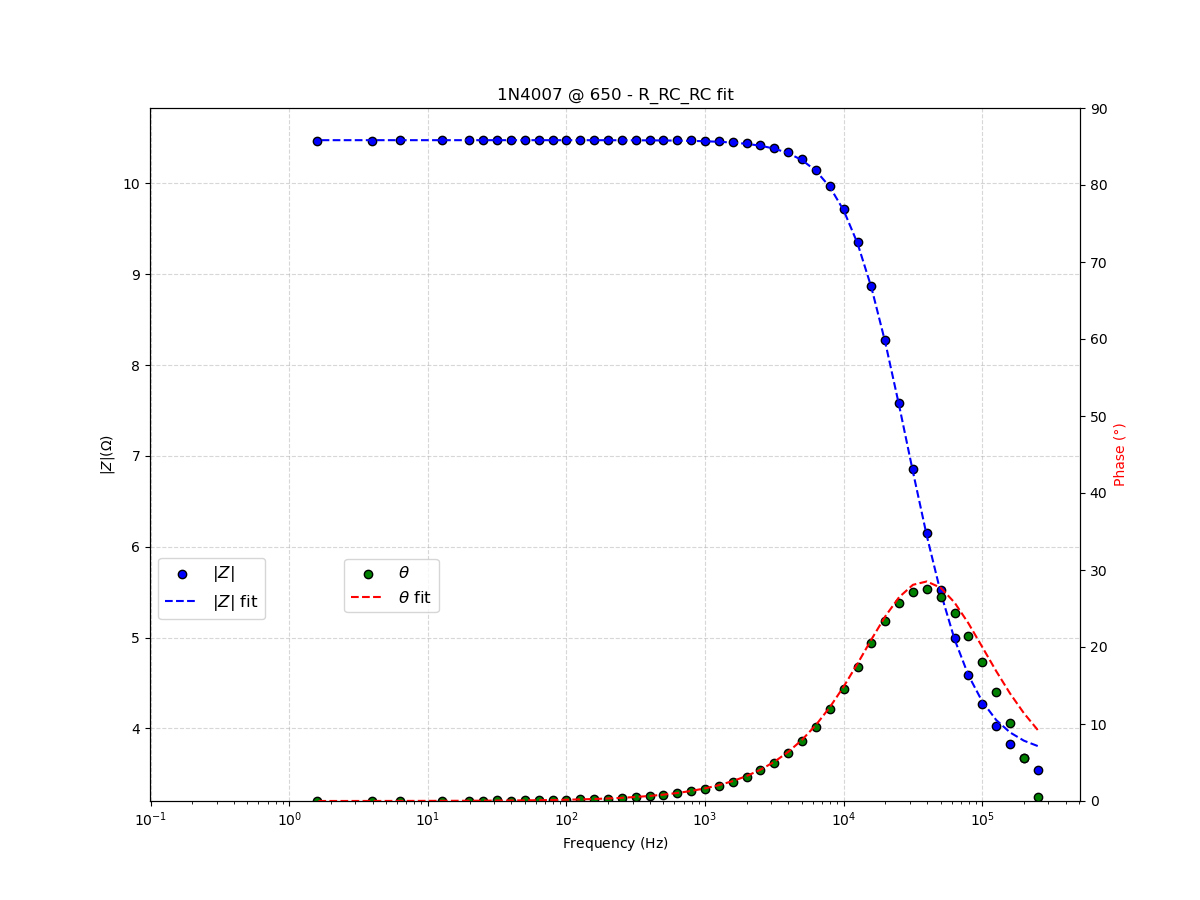 1N4007 @ 650 - R_RC_RC fit
|Z|(Ω)
10
9
8
7
6
5
4
|Z|
|Z| fit
θ
θ fit
90
80
70
60
50
40
30
20
10
0
Phase (°)
10⁻¹ 10⁰ 10¹ 10² 10³ 10⁴ 10⁵
Frequency (Hz)